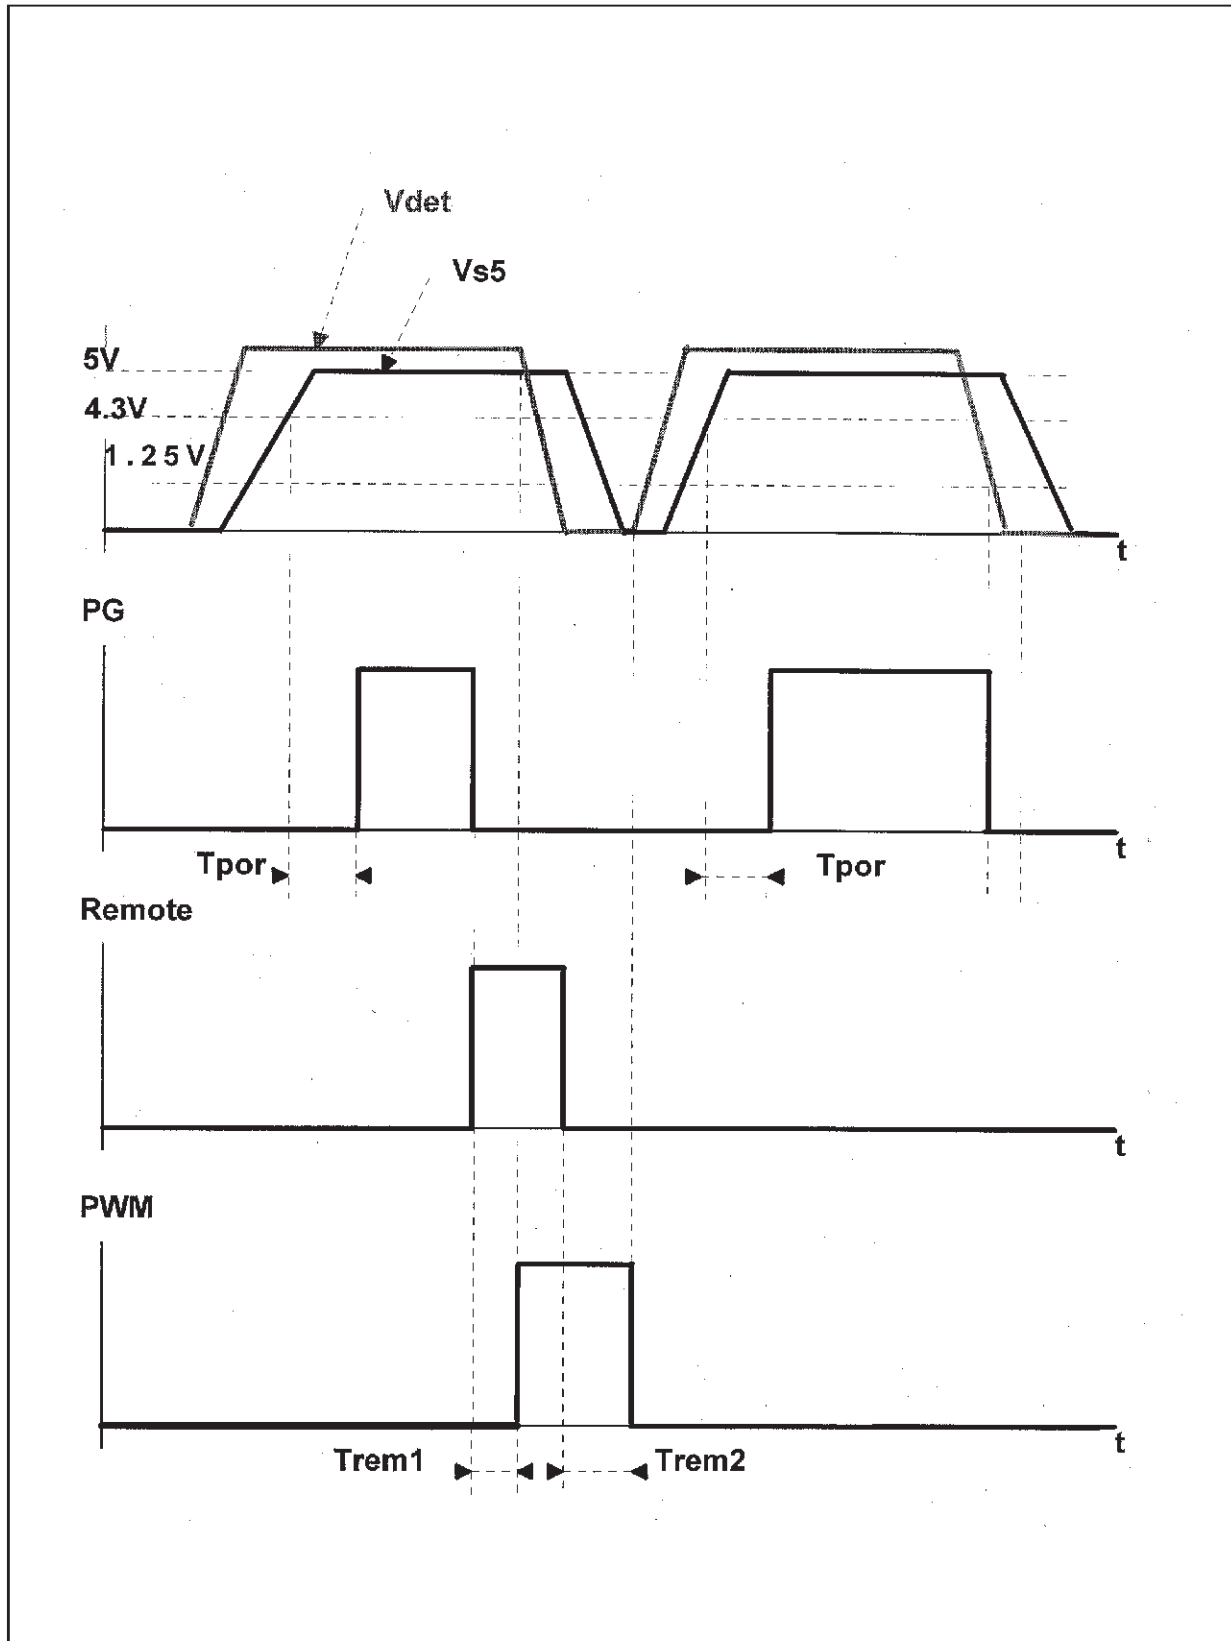 Vdet
Vs5
5V
4.3V
1.25V
t
PG
t
Tpor
Tpor
Remote
t
PWM
t
Trem1
Trem2